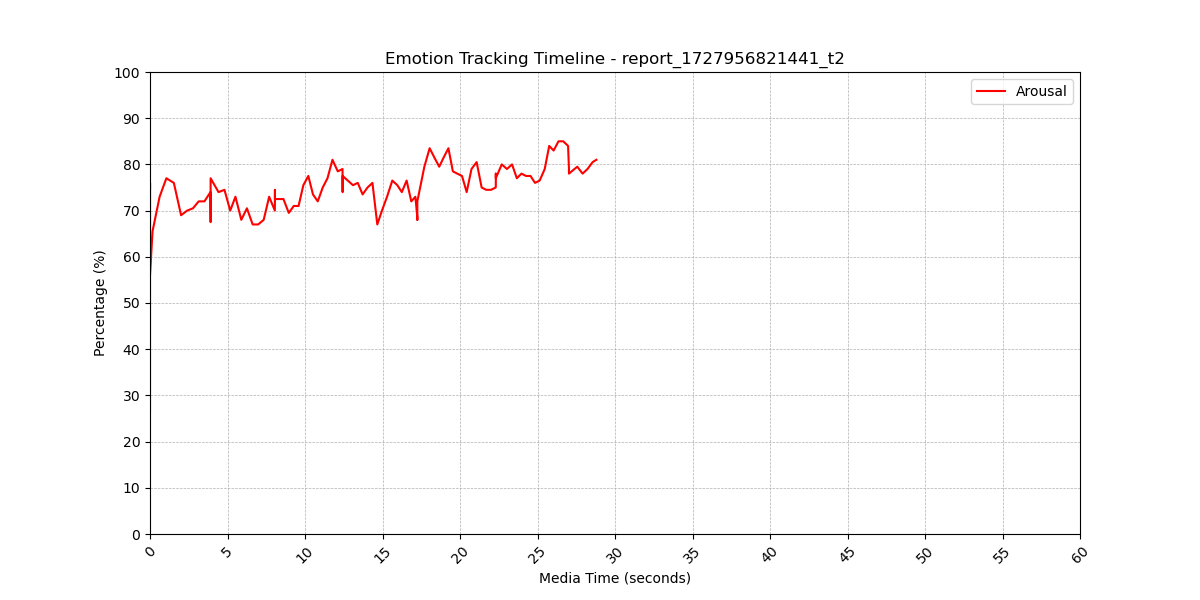 Emotion Tracking Timeline - report_1727956821441_t2
Arousal
Percentage (%)
100
90
80
70
60
50
40
30
20
10
0
0 5 10 15 20 25 30 35 40 45 50 55 60
Media Time (seconds)